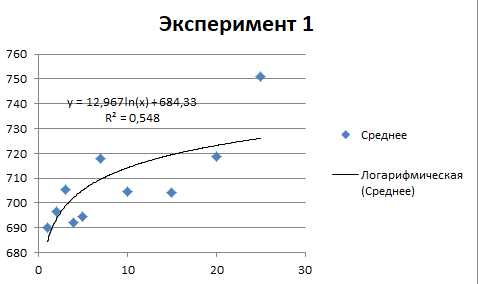 Эксперимент 1
760
750
740
730
720
710
700
690
680
y = 12,967ln(x) + 684,33
R² = 0,548
0
10
20
30
Среднее
Логарифмическая
(Среднее)